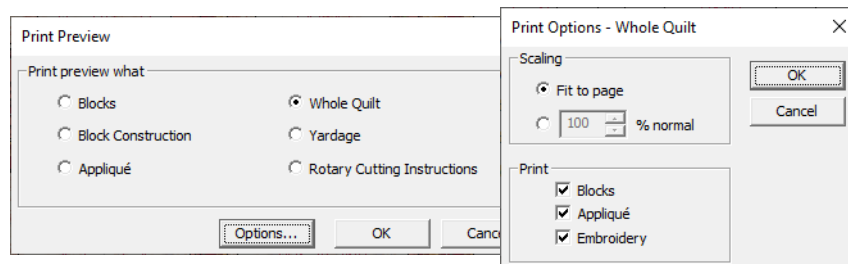 Print Preview
Print preview what
Blocks
Whole Quilt
Block Construction
Yardage
Appliqué
Rotary Cutting Instructions
Options...
OK
Print Options - Whole Quilt
Scaling
Fit to page
100
% normal
OK
Cancel
Print
Blocks
Appliqué
Embroidery